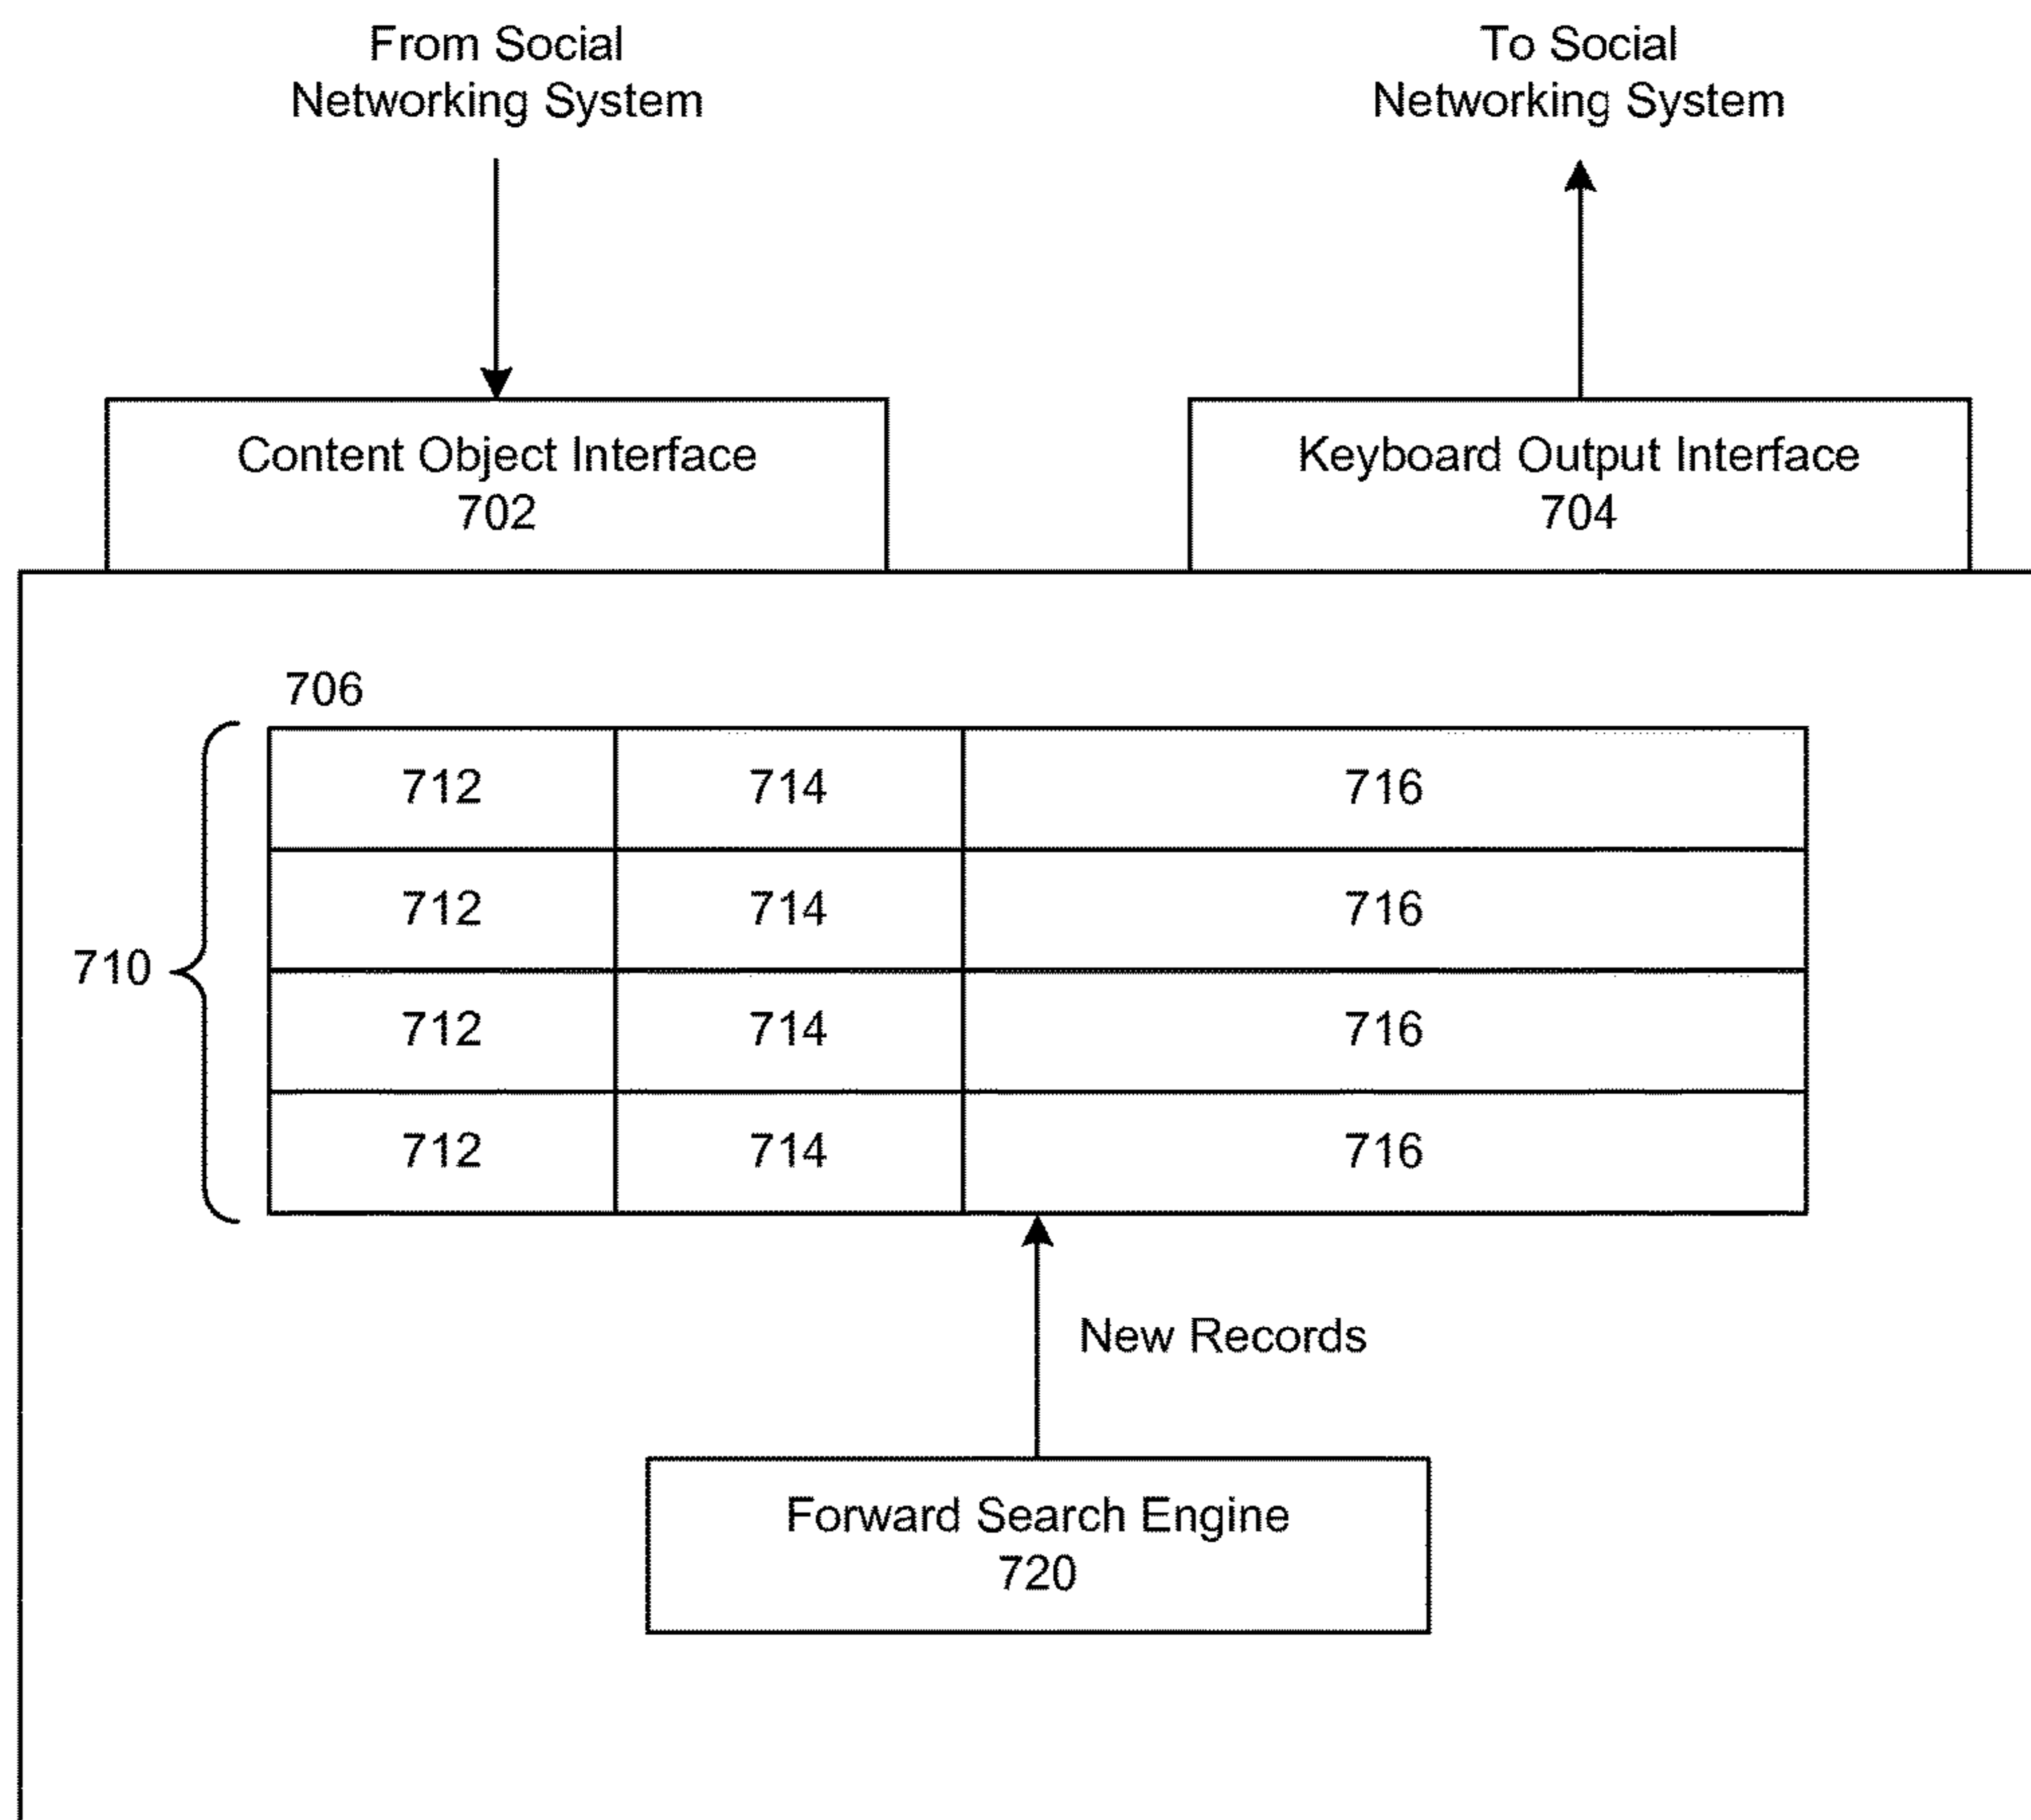 From Social
Networking System
To Social
Networking System
Content Object Interface
702
Keyboard Output Interface
704
706
712 714 716
712 714 716
710
712 714 716
712 714 716
New Records
Forward Search Engine
720